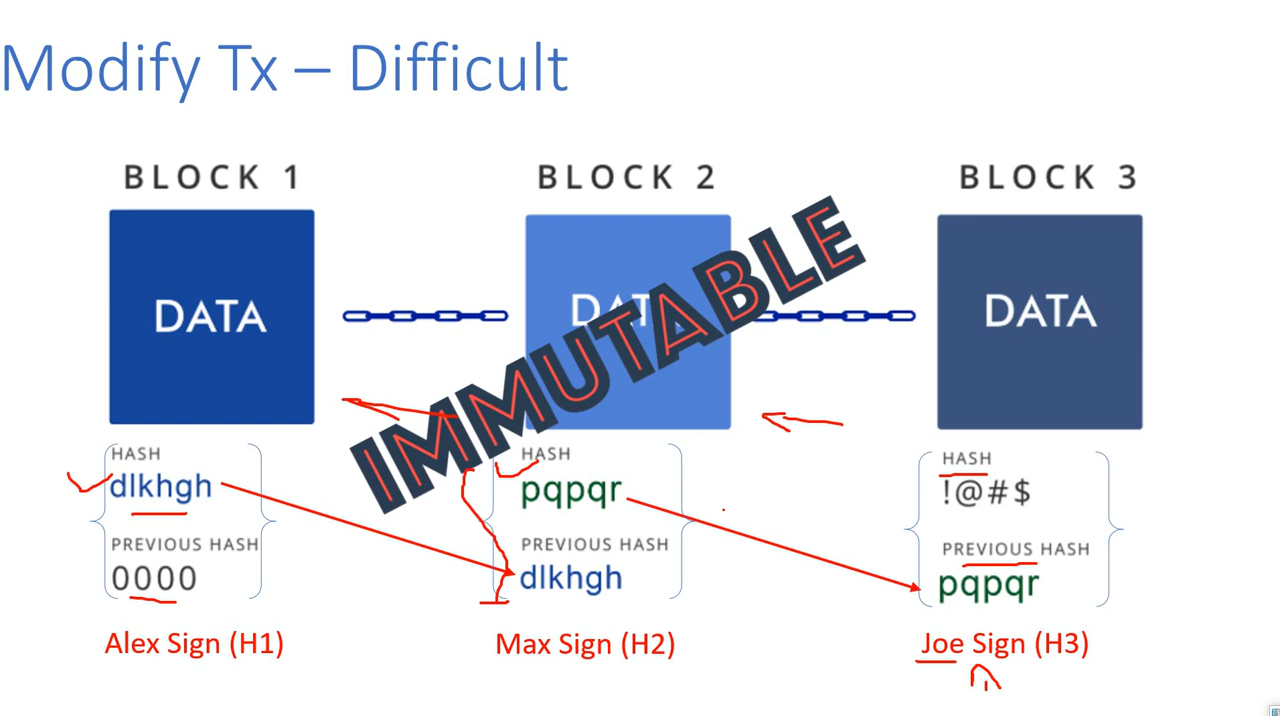 Modify Tx – Difficult
BLOCK 1
BLOCK 2
BLOCK 3
DATA
DATA
DATA
IMMUTABLE
HASH
dlkhgh
PREVIOUS HASH
0000
HASH
pqpqr
PREVIOUS HASH
dlkhgh
HASH
!@#$
PREVIOUS HASH
pqpqr
Alex Sign (H1)
Max Sign (H2)
Joe Sign (H3)